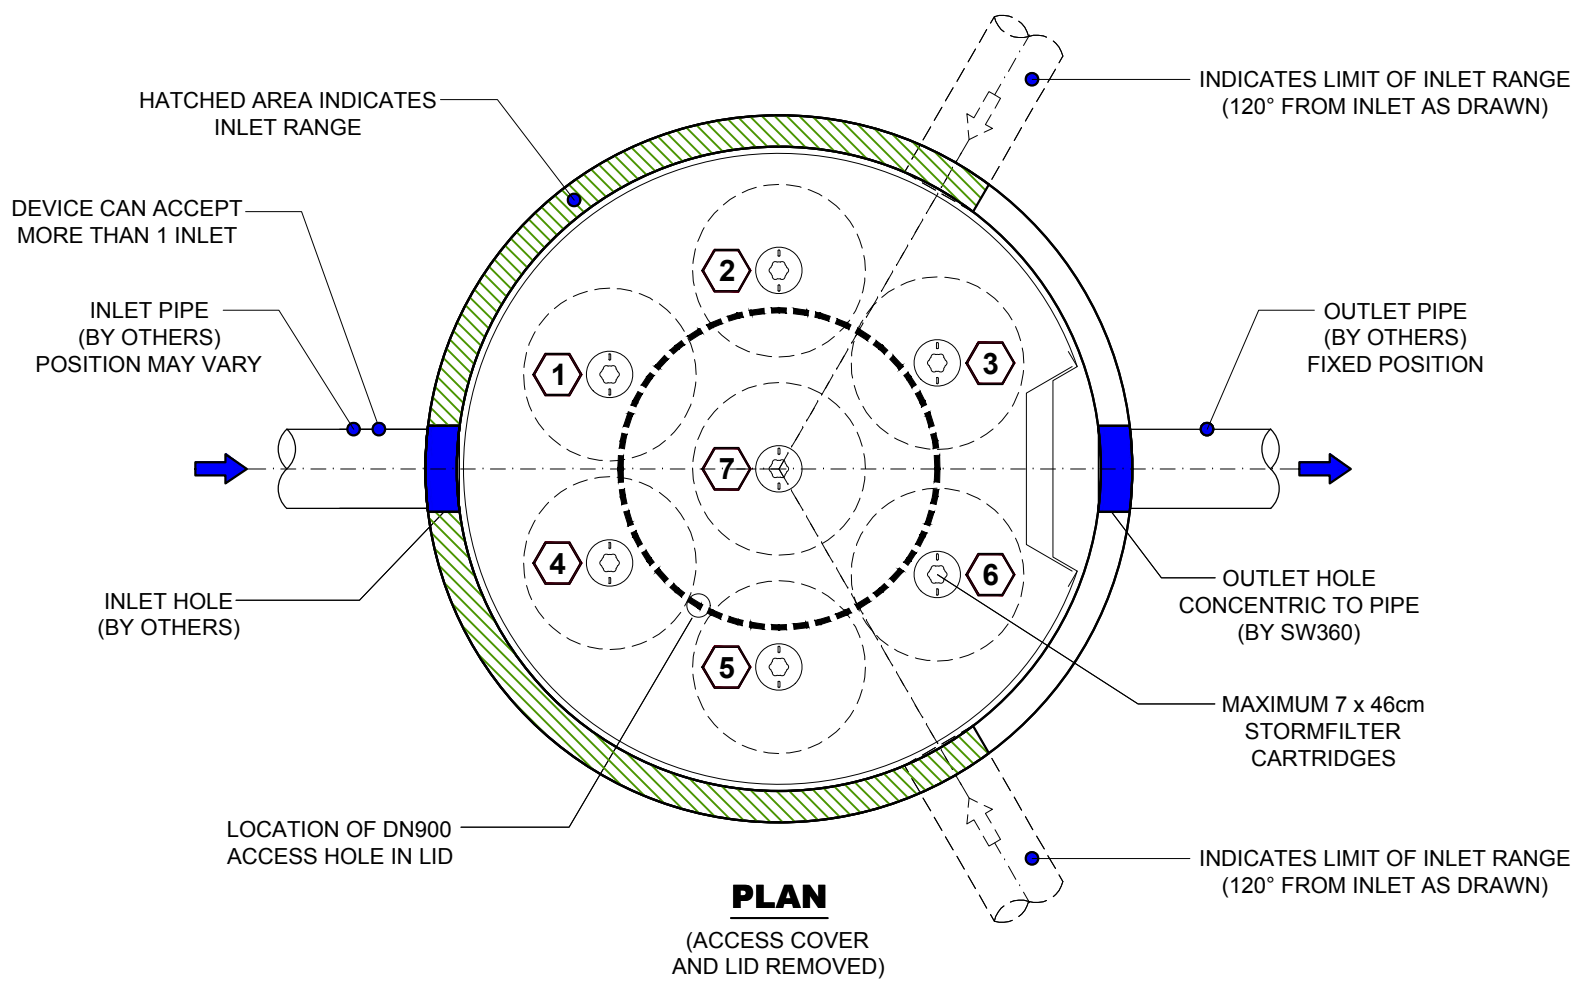 INDICATES LIMIT OF INLET RANGE
(120° FROM INLET AS DRAWN)
HATCHED AREA INDICATES
INLET RANGE
DEVICE CAN ACCEPT
MORE THAN 1 INLET
INLET PIPE
(BY OTHERS)
POSITION MAY VARY
OUTLET PIPE
(BY OTHERS)
FIXED POSITION
2
1
3
7
4
6
5
INLET HOLE
(BY OTHERS)
OUTLET HOLE
CONCENTRIC TO PIPE
(BY SW360)
MAXIMUM 7 x 46cm
STORMFILTER
CARTRIDGES
LOCATION OF DN900
ACCESS HOLE IN LID
INDICATES LIMIT OF INLET RANGE
(120° FROM INLET AS DRAWN)
PLAN
(ACCESS COVER
AND LID REMOVED)